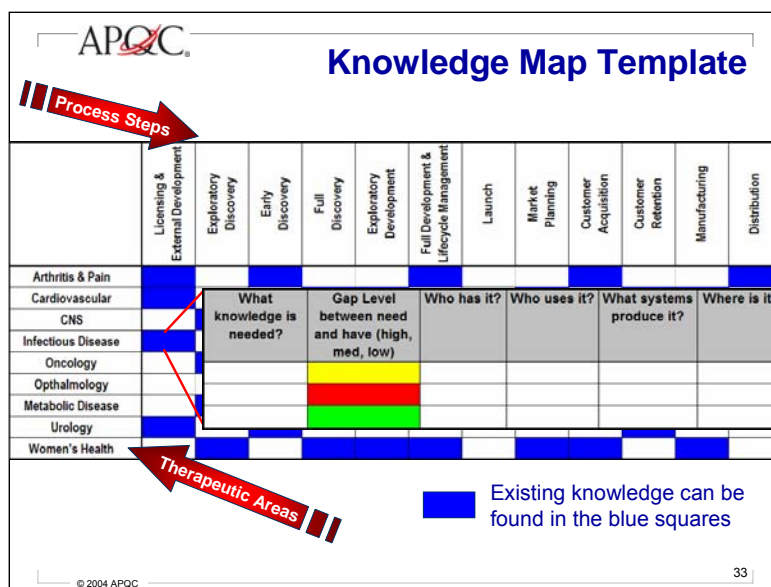 APQC®
Knowledge Map Template
Process Steps
Licensing &
External Development
Exploratory
Discovery
Early
Discovery
Full
Discovery
Exploratory
Development
Full Development &
Lifecycle Management
Launch
Market
Planning
Customer
Acquisition
Customer
Retention
Manufacturing
Distribution
Arthritis & Pain
Cardiovascular
CNS
Infectious Disease
Oncology
Opthalmology
Metabolic Disease
Urology
Women's Health
What
knowledge is
needed?
Gap Level
between need
and have (high,
med, low)
Who has it?
Who uses it?
What systems
produce it?
Where is it
Therapeutic Areas
Existing knowledge can be
found in the blue squares
© 2004 APQC
33